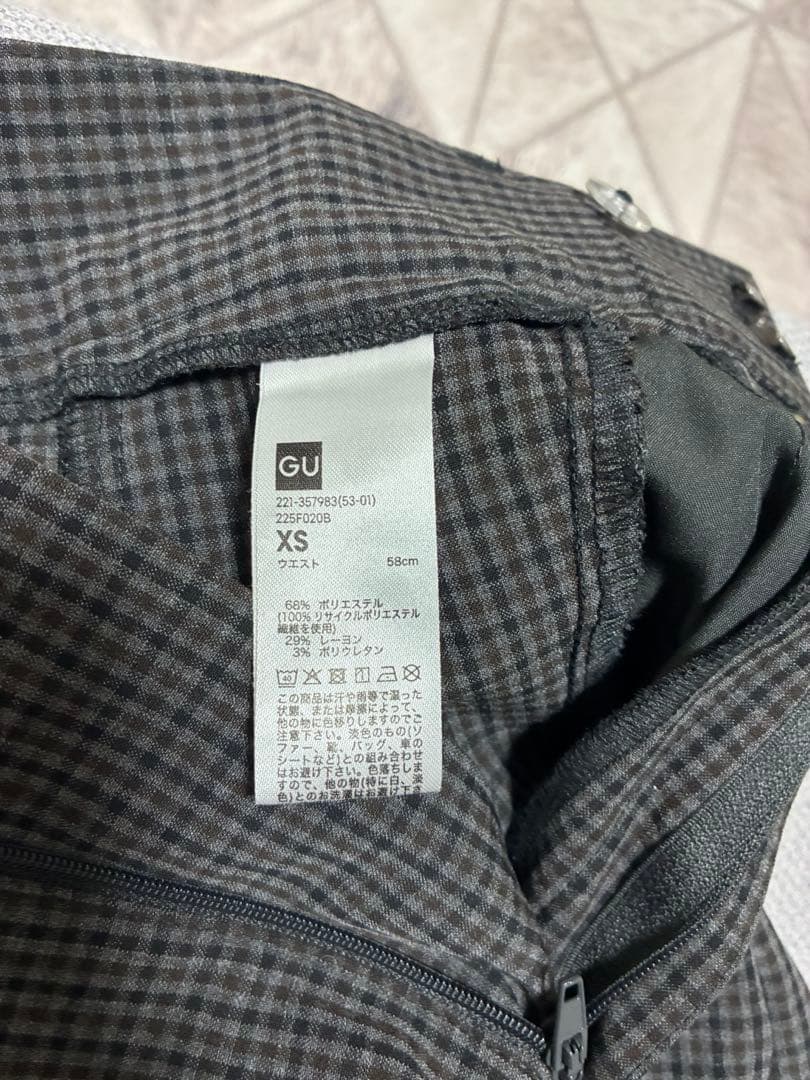 GU
221-357983(53-01)
225F020B
XS
ウエスト 58cm
68% ポリエステル
(100% リサイクルポリエステル
繊維を使用)
29% レーヨン
3% ポリウレタン
40
この商品は汗や雨等で湿った
状態、または摩擦によって、
他の物に色移りしますのでご
注意下さい。淡色のもの(ソ
ファー、靴、バッグ、車の
シートなど)との組み合わせ
はお避け下さい。色落ちしま
すので、他の物(特に白、淡
色)とのお洗濯はお避け下さ